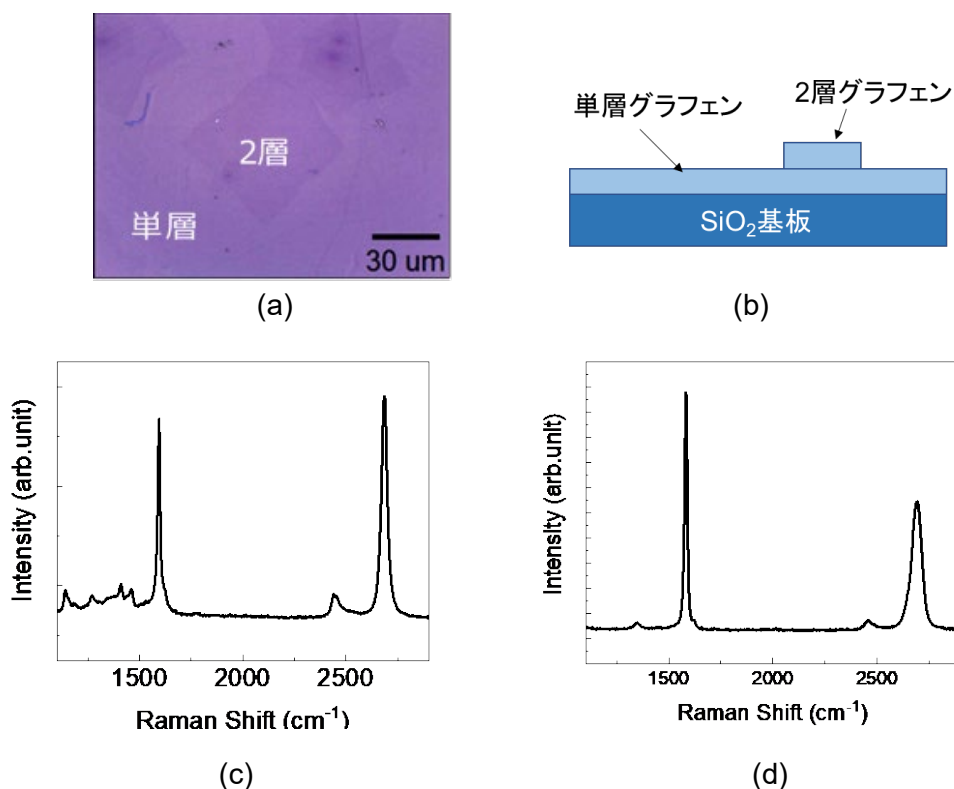 2層
単層
30 um
(a)
単層グラフェン
2層グラフェン
SiO2基板
(b)
Intensity (arb.unit)
1500 2000 2500
Raman Shift (cm-1)
(c)
Intensity (arb.unit)
1500 2000 2500
Raman Shift (cm-1)
(d)